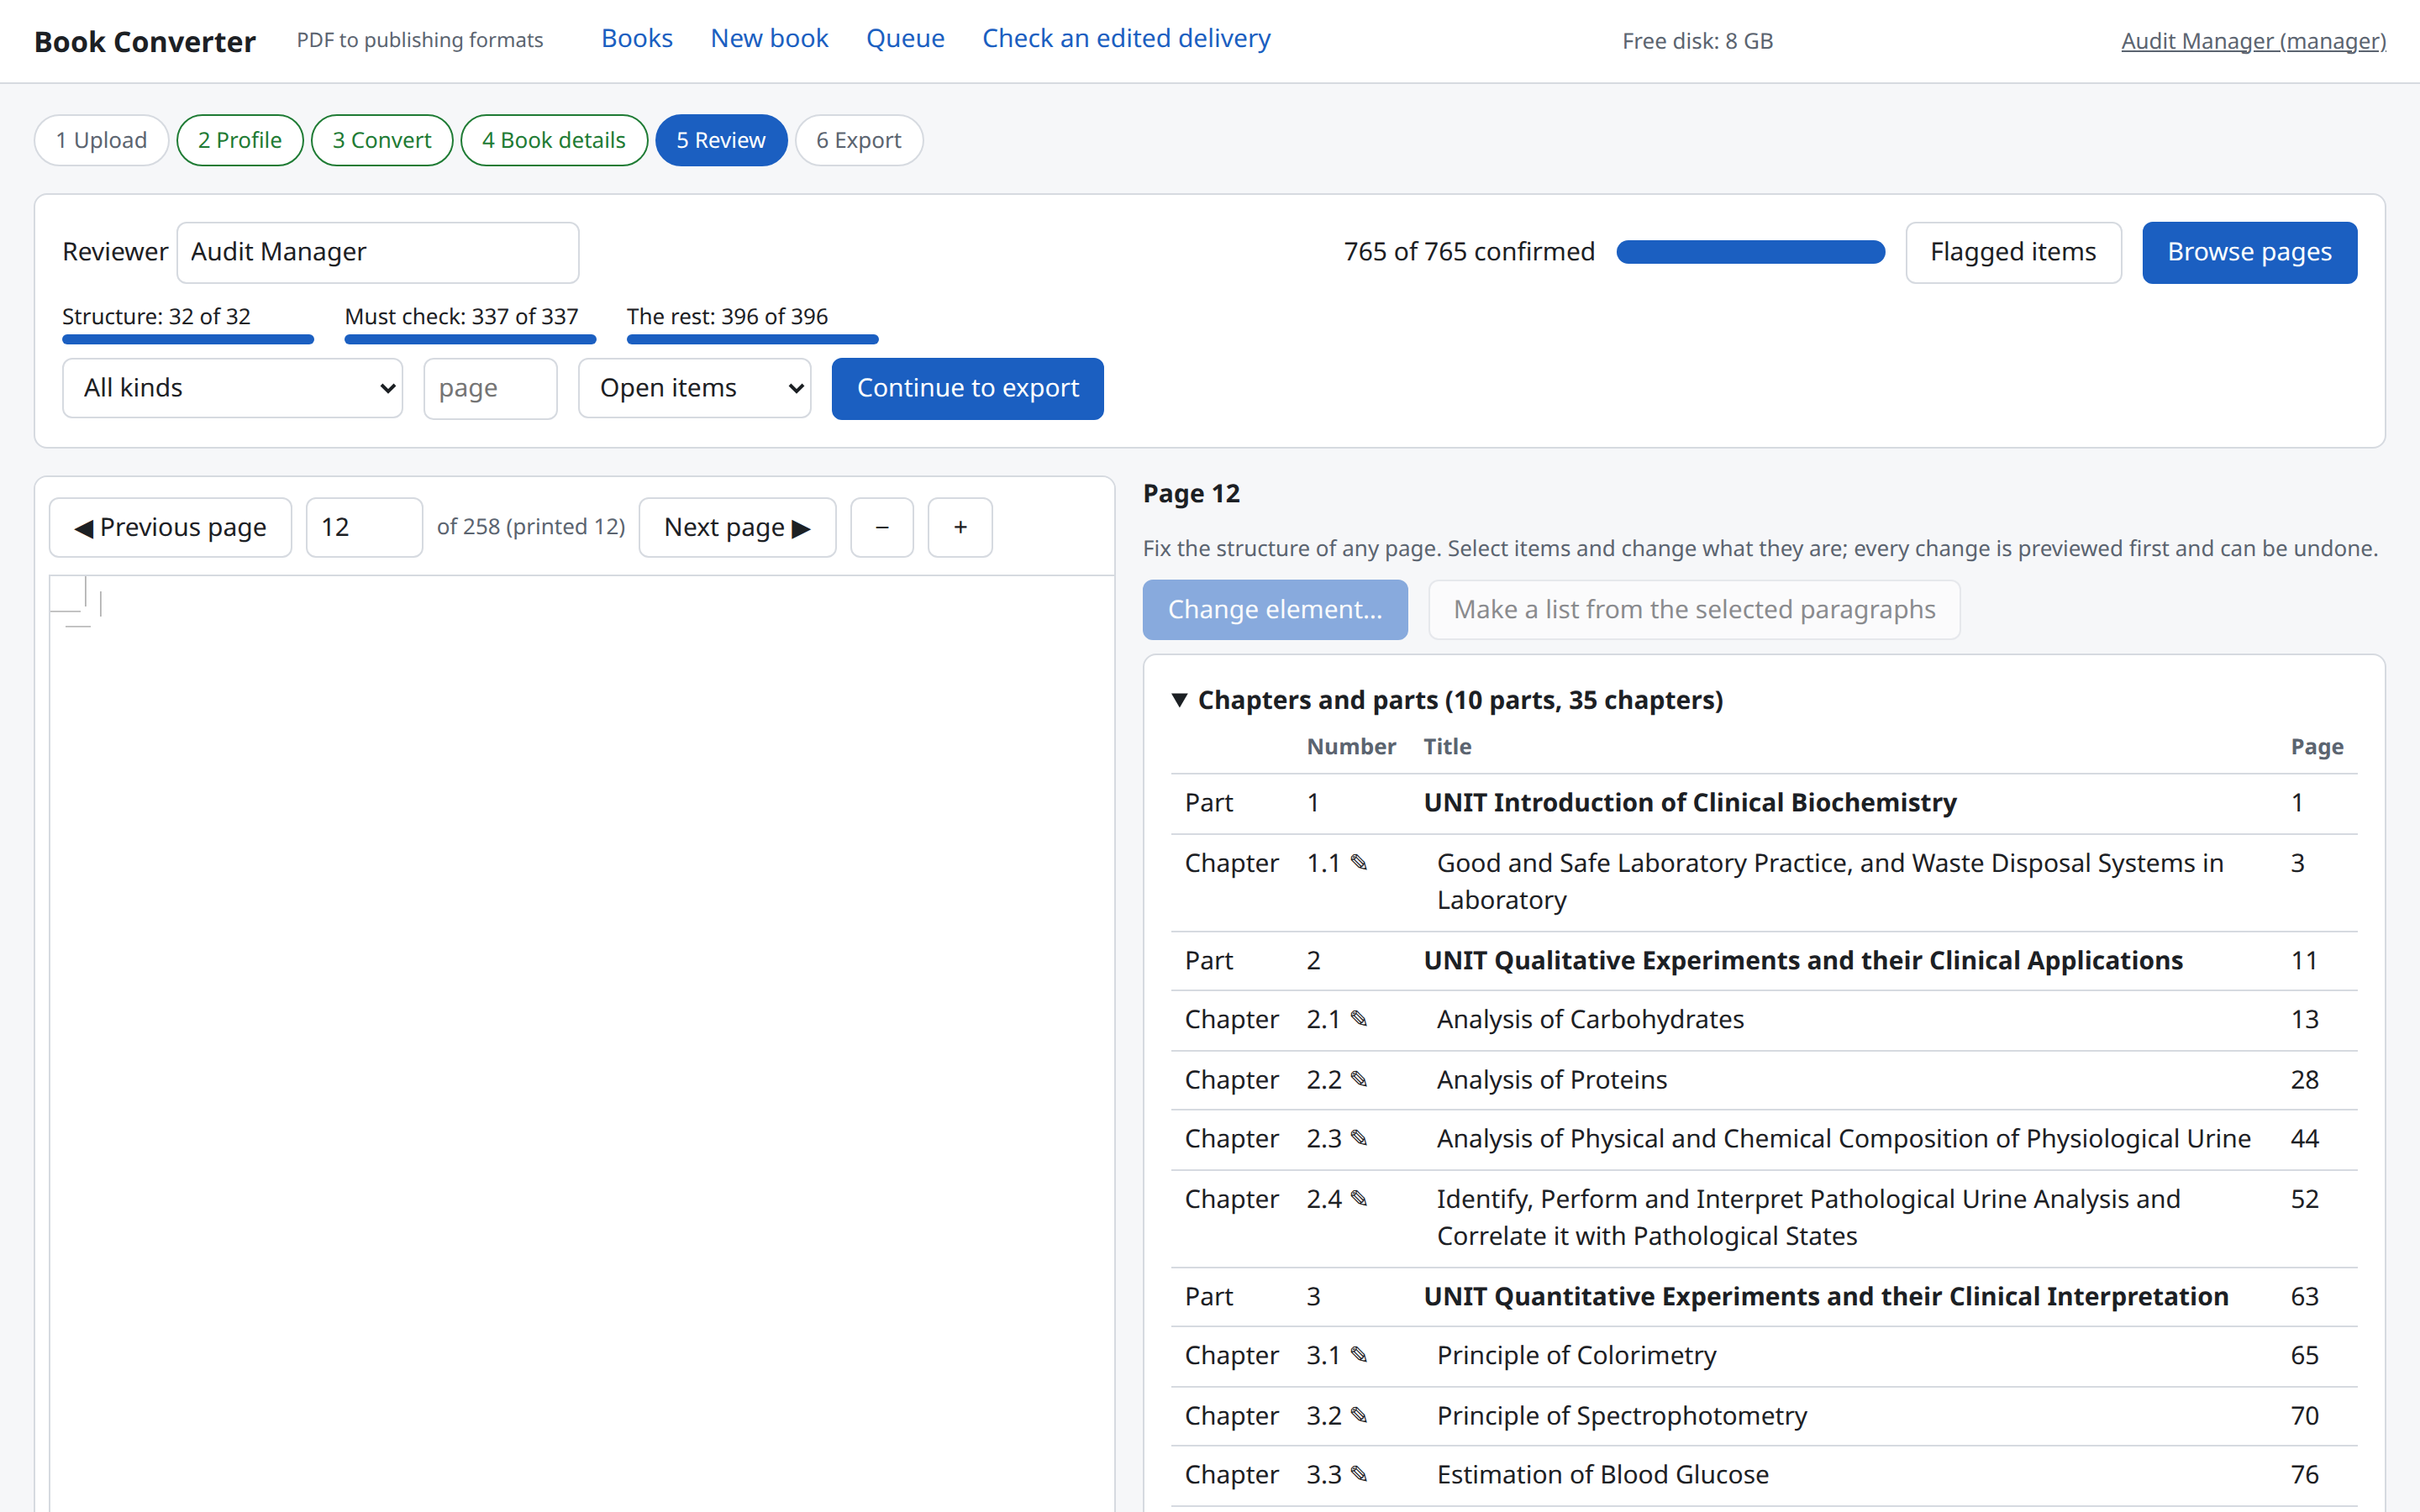 Book Converter PDF to publishing formats Books New book Queue Check an edited delivery Free disk: 8 GB Audit Manager (manager)
1 Upload 2 Profile 3 Convert 4 Book details 5 Review 6 Export
Reviewer Audit Manager 765 of 765 confirmed Flagged items Browse pages
Structure: 32 of 32 Must check: 337 of 337 The rest: 396 of 396
All kinds page Open items Continue to export
◀ Previous page 12 of 258 (printed 12) Next page ▶ − +
Page 12
Fix the structure of any page. Select items and change what they are; every change is previewed first and can be undone.
Change element... Make a list from the selected paragraphs
▼ Chapters and parts (10 parts, 35 chapters)
Number Title Page
Part 1 UNIT Introduction of Clinical Biochemistry 1
Chapter 1.1 ✎ Good and Safe Laboratory Practice, and Waste Disposal Systems in 3
Laboratory
Part 2 UNIT Qualitative Experiments and their Clinical Applications 11
Chapter 2.1 ✎ Analysis of Carbohydrates 13
Chapter 2.2 ✎ Analysis of Proteins 28
Chapter 2.3 ✎ Analysis of Physical and Chemical Composition of Physiological Urine 44
Chapter 2.4 ✎ Identify, Perform and Interpret Pathological Urine Analysis and 52
Correlate it with Pathological States
Part 3 UNIT Quantitative Experiments and their Clinical Interpretation 63
Chapter 3.1 ✎ Principle of Colorimetry 65
Chapter 3.2 ✎ Principle of Spectrophotometry 70
Chapter 3.3 ✎ Estimation of Blood Glucose 76